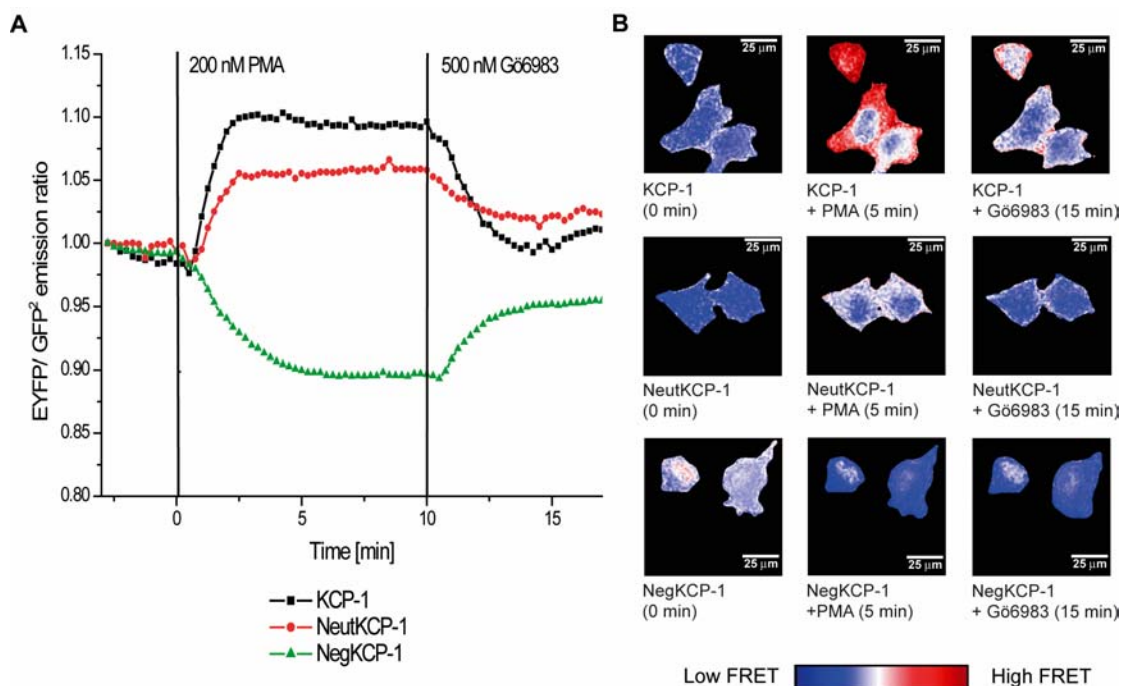 A
1.15
1.10
1.05
1.00
0.95
0.90
0.85
0.80
EYFP/ GFP² emission ratio
200 nM PMA
500 nM Gö6983
0
5
10
15
Time [min]
KCP-1
NeutKCP-1
NegKCP-1
B
25 µm
25 µm
25 µm
KCP-1
(0 min)
KCP-1
+ PMA (5 min)
KCP-1
+ Gö6983 (15 min)
25 µm
25 µm
25 µm
NeutKCP-1
(0 min)
NeutKCP-1
+ PMA (5 min)
NeutKCP-1
+ Gö6983 (15 min)
25 µm
25 µm
25 µm
NegKCP-1
(0 min)
NegKCP-1
+PMA (5 min)
NegKCP-1
+ Gö6983 (15 min)
Low FRET
High FRET